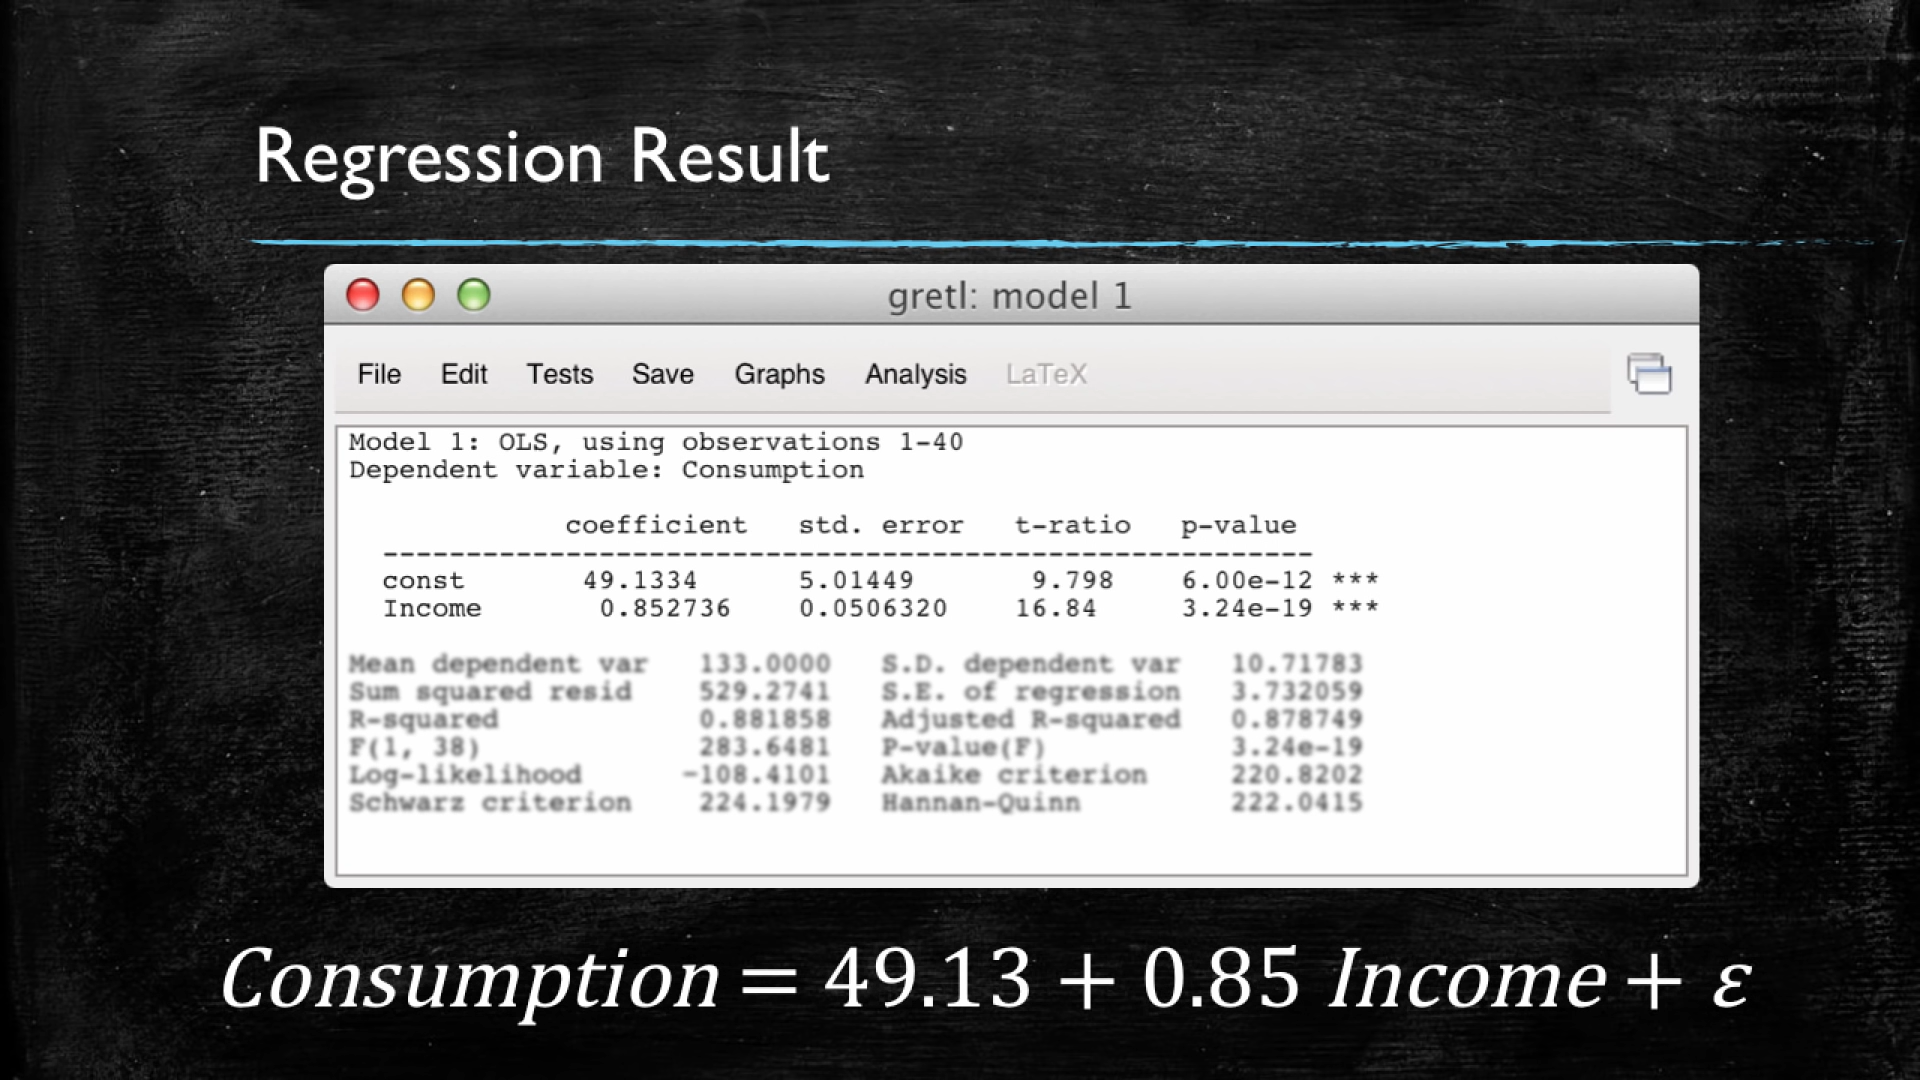 Regression Result
gretl: model 1
File Edit Tests Save Graphs Analysis LaTeX
Model 1: OLS, using observations 1-40
Dependent variable: Consumption
coefficient std. error t-ratio p-value
---------------------------------------------------------
const 49.1334 5.01449 9.798 6.00e-12 ***
Income 0.852736 0.0506320 16.84 3.24e-19 ***
Mean dependent var 133.0000 S.D. dependent var 10.71783
Sum squared resid 529.2741 S.E. of regression 3.732059
R-squared 0.881858 Adjusted R-squared 0.878749
F(1, 38) 283.6481 P-value(F) 3.24e-19
Log-likelihood -108.4101 Akaike criterion 220.8202
Schwarz criterion 224.1979 Hannan-Quinn 222.0415
Consumption = 49.13 + 0.85 Income + ε